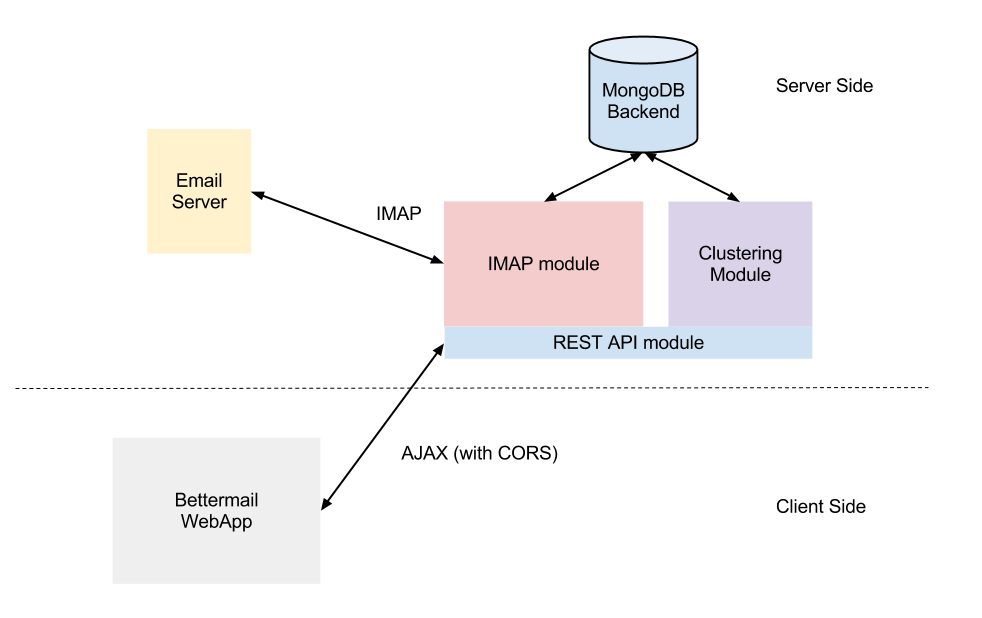 MongoDB
Backend
Server Side
Email
Server
IMAP
IMAP module
Clustering
Module
REST API module
AJAX (with CORS)
Bettermail
WebApp
Client Side